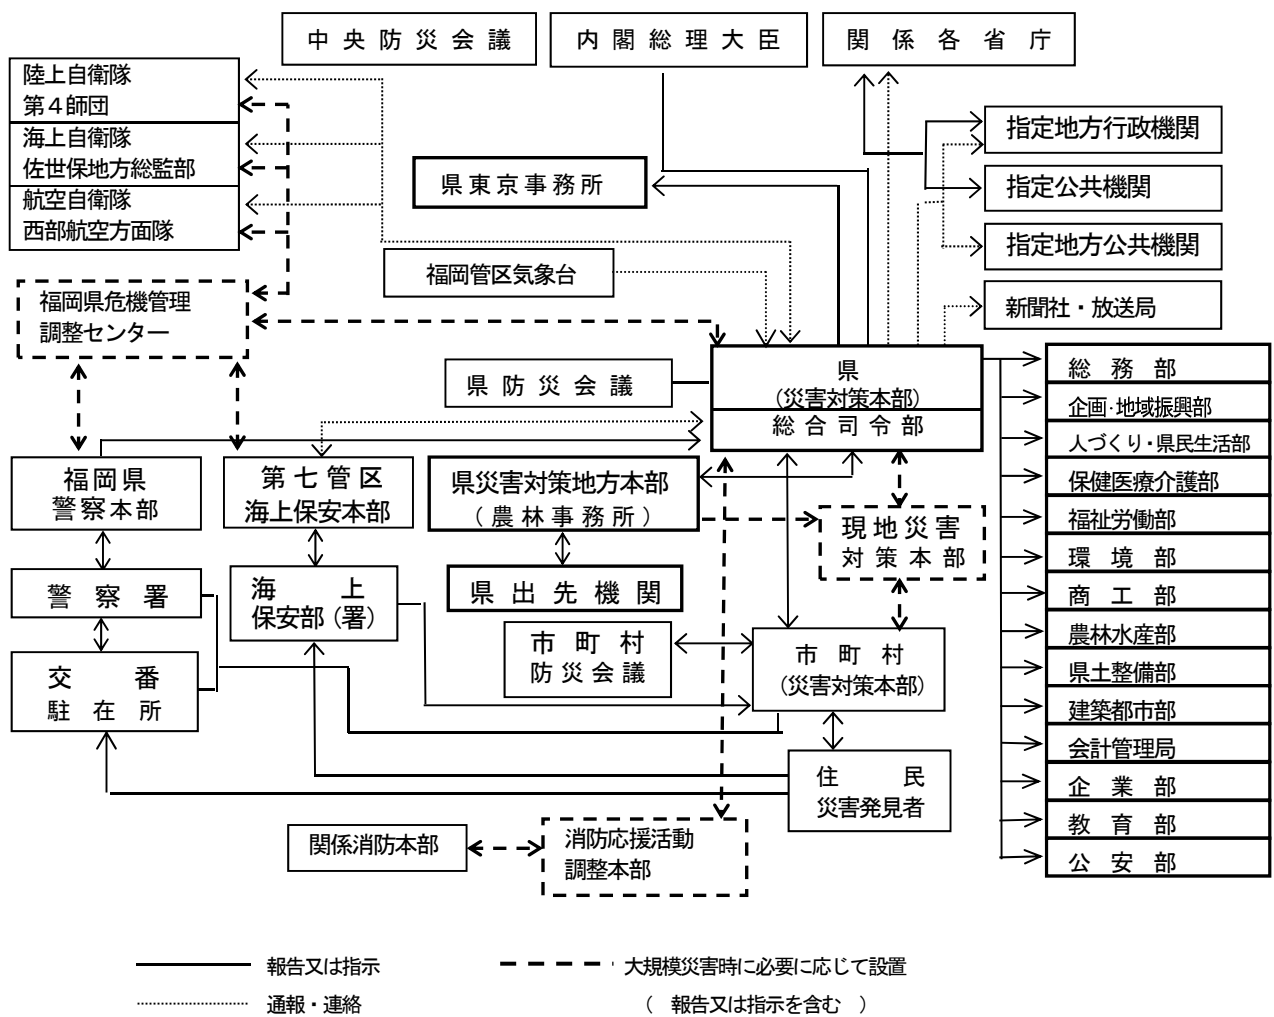 中央防災会議
内閣総理大臣
関係各省庁
陸上自衛隊
第４師団
海上自衛隊
佐世保地方総監部
航空自衛隊
西部航空方面隊
県東京事務所
指定地方行政機関
指定公共機関
指定地方公共機関
新聞社・放送局
福岡管区気象台
福岡県危機管理
調整センター
県防災会議
県
（災害対策本部）
総合司令部
福岡県
警察本部
第七管区
海上保安本部
県災害対策地方本部
（農林事務所）
現地災害
対策本部
警察署
海上
保安部（署）
県出先機関
市町村
防災会議
市町村
（災害対策本部）
交番
駐在所
住民
災害発見者
関係消防本部
消防応援活動
調整本部
総務部
企画・地域振興部
人づくり・県民生活部
保健医療介護部
福祉労働部
環境部
商工部
農林水産部
県土整備部
建築都市部
会計管理局
企業部
教育部
公安部
報告又は指示
大規模災害時に必要に応じて設置
通報・連絡
（　報告又は指示を含む　）